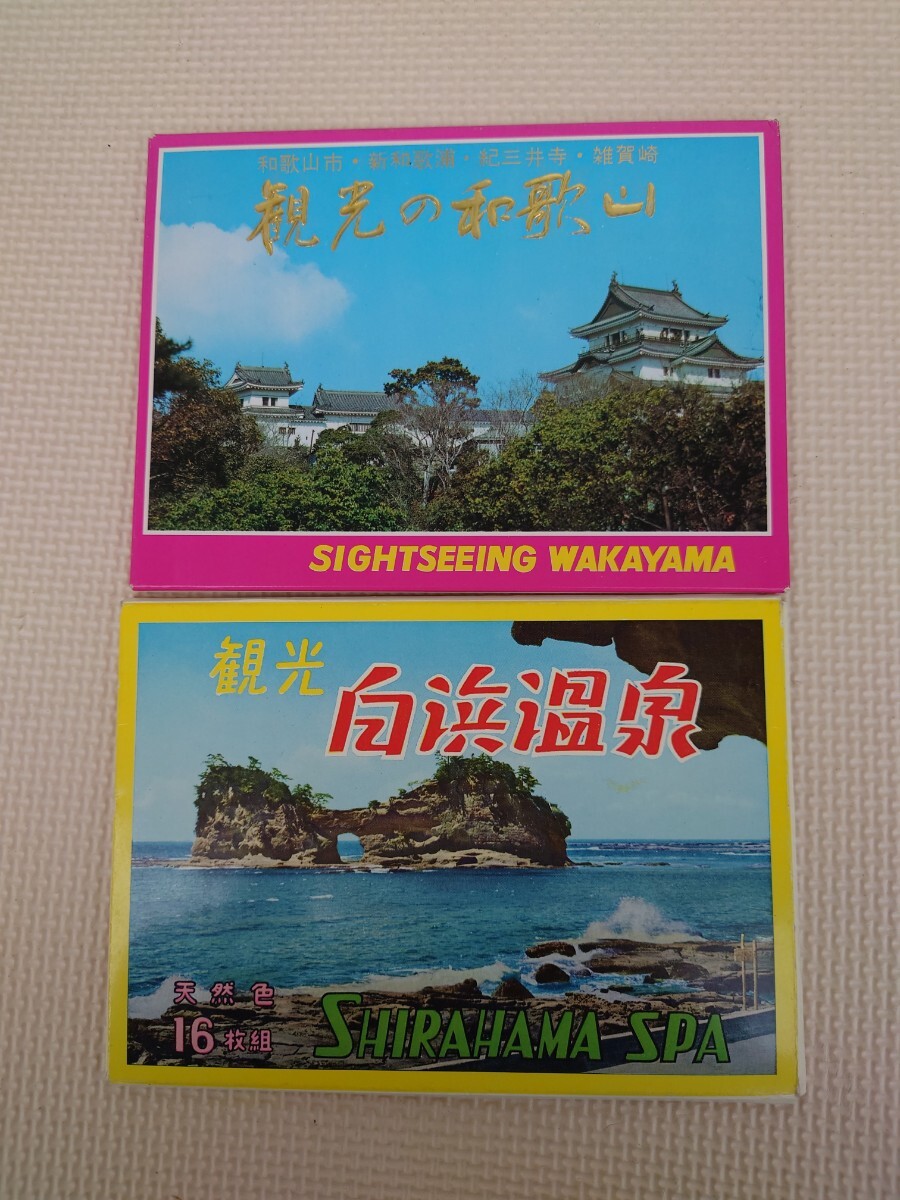 和歌山市・新和歌浦・紀三井寺・雑賀崎
観光の和歌山
SIGHTSEEING WAKAYAMA
観光
白浜温泉
天然色
16枚組
SHIRAHAMA SPA